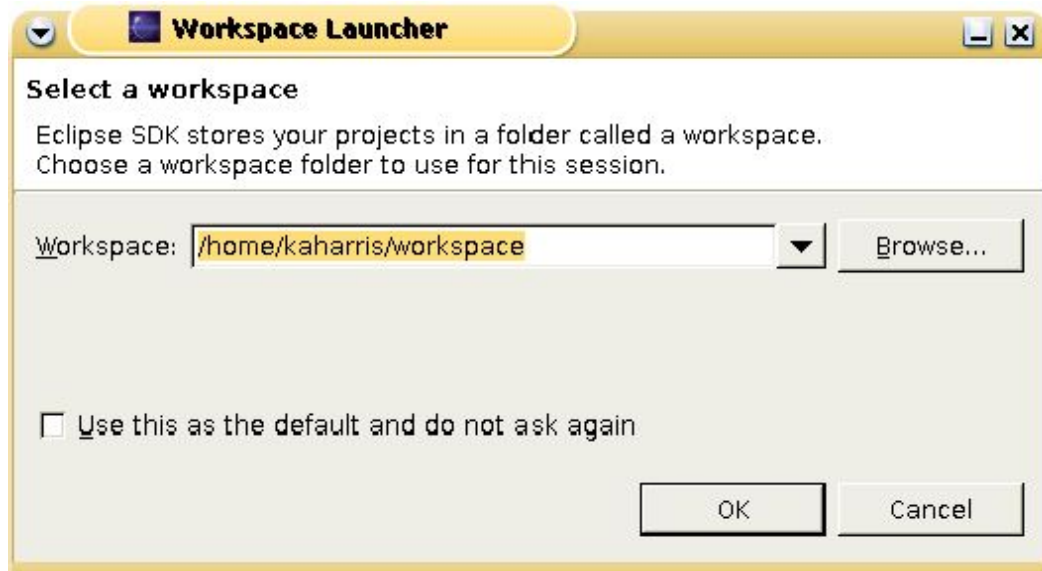 Workspace Launcher
Select a workspace
Eclipse SDK stores your projects in a folder called a workspace.
Choose a workspace folder to use for this session.
Workspace: /home/kaharris/workspace Browse...
Use this as the default and do not ask again
OK Cancel